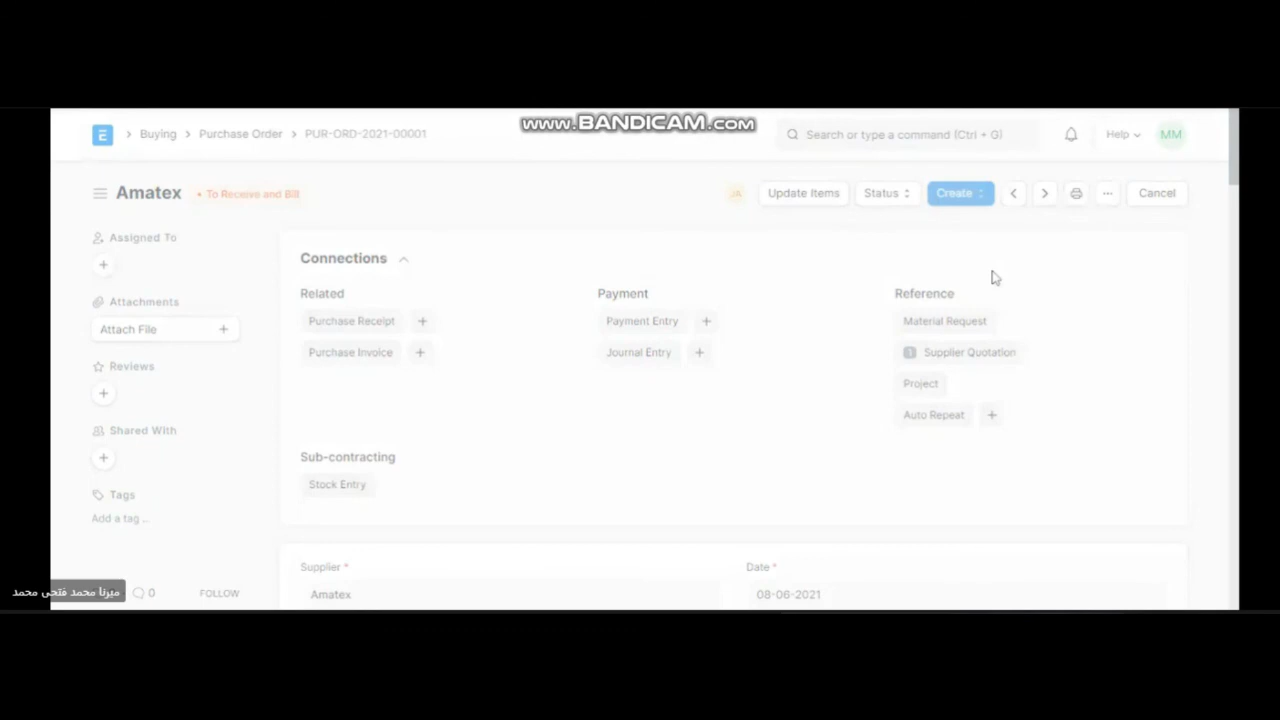 www.BANDICAM.com
E Buying Purchase Order PUR-ORD-2021-00001 Search or type a command (Ctrl + G) Help MM
Amatex • To Receive and Bill JA Update Items Status Create ... Cancel
Assigned To
+
Attachments
Attach File +
Reviews
+
Shared With
+
Tags
Add a tag ...
0 FOLLOW
ميرنا محمد فتحى محمد
Connections
Related
Purchase Receipt +
Purchase Invoice +
Payment
Payment Entry +
Journal Entry +
Reference
Material Request
1 Supplier Quotation
Project
Auto Repeat +
Sub-contracting
Stock Entry
Supplier *
Amatex
Date *
08-06-2021